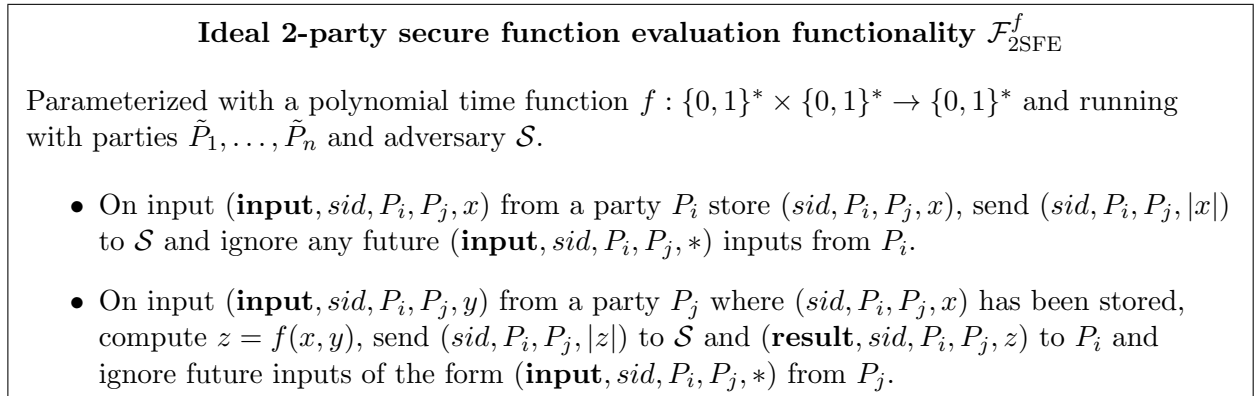 Ideal 2-party secure function evaluation functionality $\mathcal{F}_{\mathrm{2SFE}}^{f}$
Parameterized with a polynomial time function $f : \{0,1\}^* \times \{0,1\}^* \to \{0,1\}^*$ and running
with parties $\tilde{P}_1, \ldots, \tilde{P}_n$ and adversary $\mathcal{S}$.
• On input (input, sid, $P_i$, $P_j$, x) from a party $P_i$ store (sid, $P_i$, $P_j$, x), send (sid, $P_i$, $P_j$, |x|)
to $\mathcal{S}$ and ignore any future (input, sid, $P_i$, $P_j$, ∗) inputs from $P_i$.
• On input (input, sid, $P_i$, $P_j$, y) from a party $P_j$ where (sid, $P_i$, $P_j$, x) has been stored,
compute z = f(x, y), send (sid, $P_i$, $P_j$, |z|) to $\mathcal{S}$ and (result, sid, $P_i$, $P_j$, z) to $P_i$ and
ignore future inputs of the form (input, sid, $P_i$, $P_j$, ∗) from $P_j$.